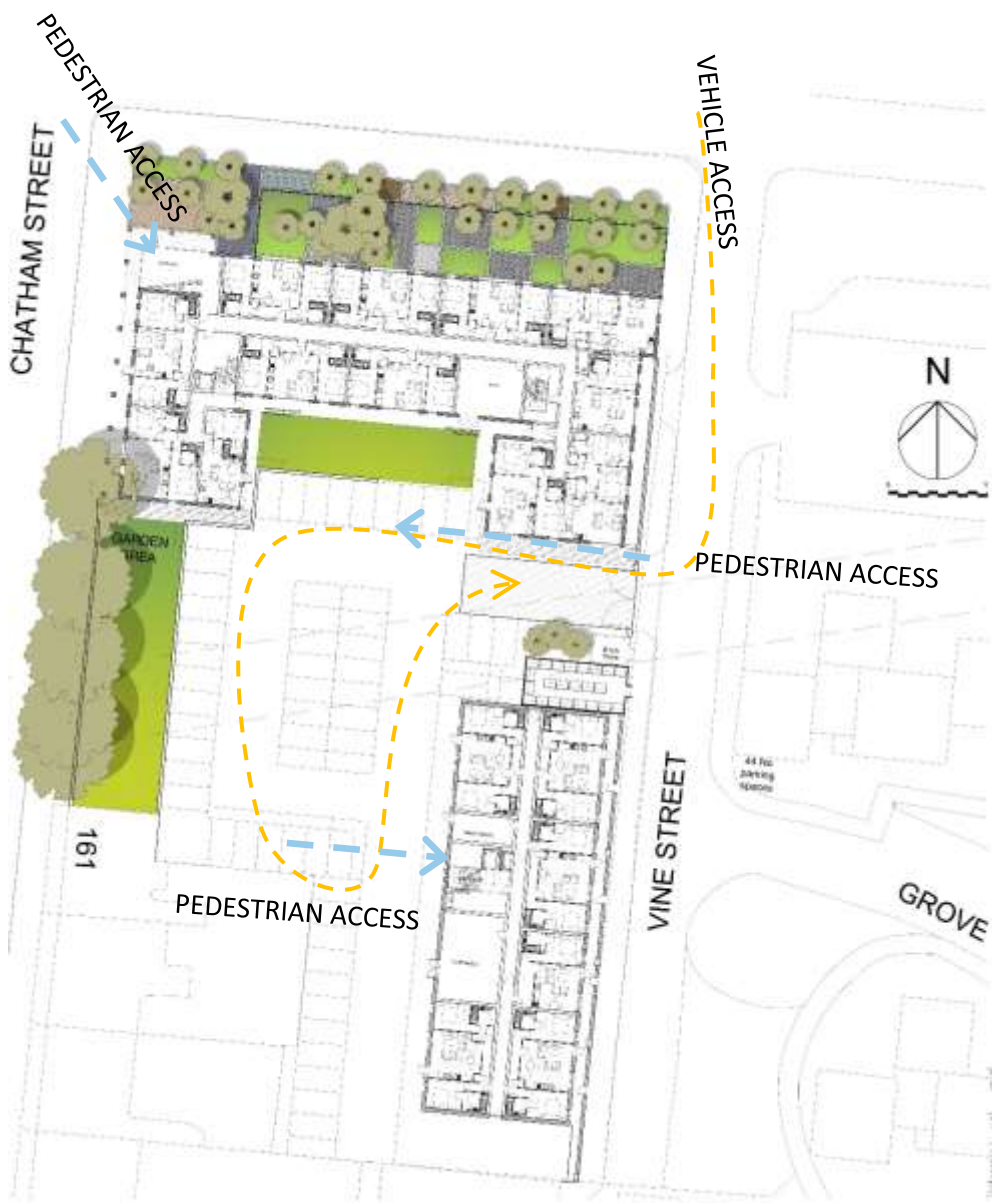 PEDESTRIAN ACCESS
VEHICLE ACCESS
CHATHAM STREET
N
GARDEN
AREA
PEDESTRIAN ACCESS
44 No
parking
spaces
VINE STREET
161
PEDESTRIAN ACCESS
GROVE